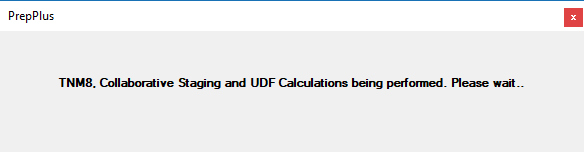 PrepPlus
x
TNM8, Collaborative Staging and UDF Calculations being performed. Please wait..